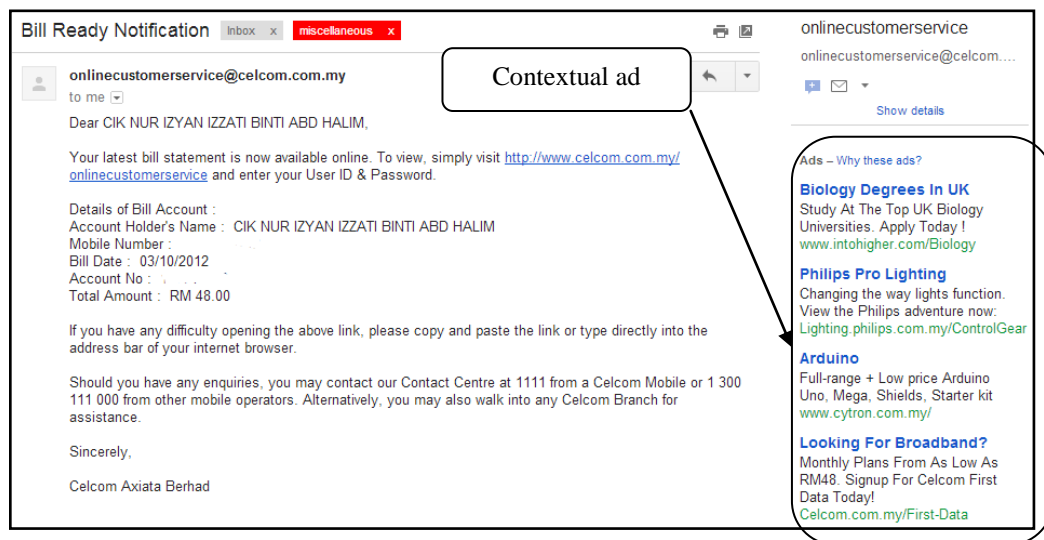 Bill Ready Notification Inbox x miscellaneous x
onlinecustomerservice@celcom.com.my
to me
Dear CIK NUR IZYAN IZZATI BINTI ABD HALIM,
Your latest bill statement is now available online. To view, simply visit http://www.celcom.com.my/
onlinecustomerservice and enter your User ID & Password.
Details of Bill Account :
Account Holder's Name : CIK NUR IZYAN IZZATI BINTI ABD HALIM
Mobile Number :
Bill Date : 03/10/2012
Account No :
Total Amount : RM 48.00
If you have any difficulty opening the above link, please copy and paste the link or type directly into the
address bar of your internet browser.
Should you have any enquiries, you may contact our Contact Centre at 1111 from a Celcom Mobile or 1 300
111 000 from other mobile operators. Alternatively, you may also walk into any Celcom Branch for
assistance.
Sincerely,
Celcom Axiata Berhad
Contextual ad
onlinecustomerservice
onlinecustomerservice@celcom....
Show details
Ads – Why these ads?
Biology Degrees In UK
Study At The Top UK Biology
Universities. Apply Today !
www.intohigher.com/Biology
Philips Pro Lighting
Changing the way lights function.
View the Philips adventure now:
Lighting.philips.com.my/ControlGear
Arduino
Full-range + Low price Arduino
Uno, Mega, Shields, Starter kit
www.cytron.com.my/
Looking For Broadband?
Monthly Plans From As Low As
RM48. Signup For Celcom First
Data Today!
Celcom.com.my/First-Data